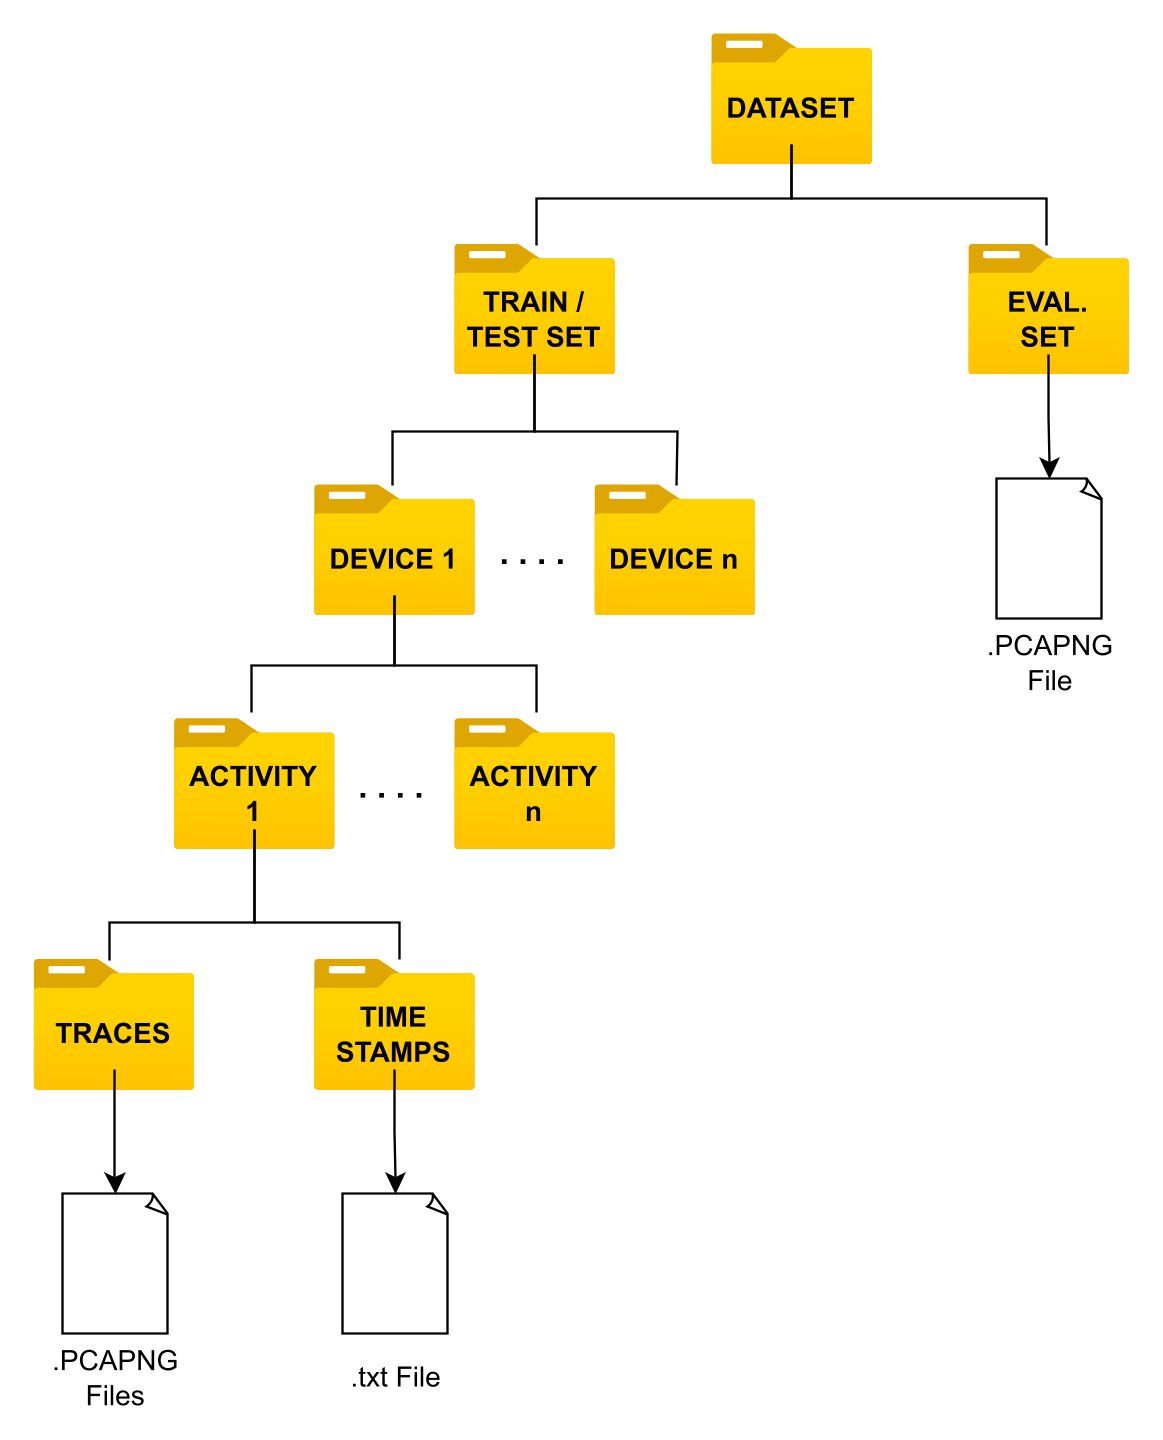 DATASET
TRAIN /
TEST SET
EVAL.
SET
DEVICE 1
. . . .
DEVICE n
.PCAPNG
File
ACTIVITY
1
. . . .
ACTIVITY
n
TRACES
TIME
STAMPS
.PCAPNG
Files
.txt File